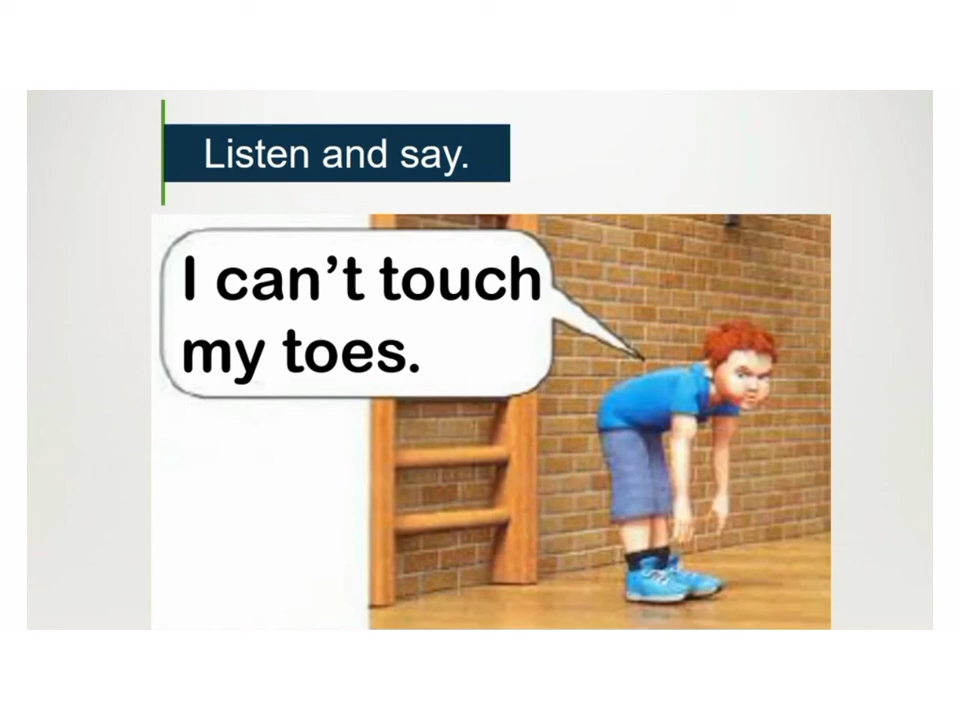 Listen and say.
I can’t touch
my toes.